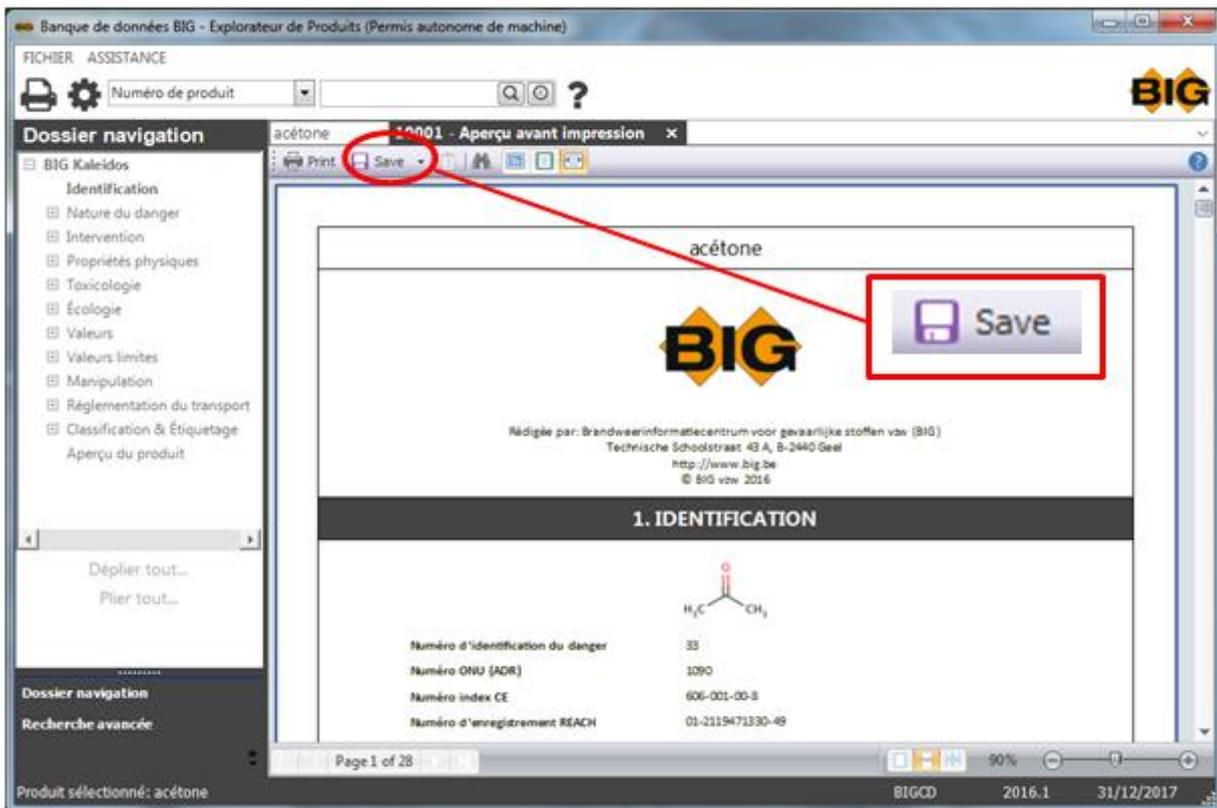 Banque de données BIG - Explorateur de Produits (Permis autonome de machine)
FICHIER ASSISTANCE
Numéro de produit
?
BIG
Dossier navigation
acétone
10001 - Aperçu avant impression
Print
Save
BIG Kaleidos
Identification
Nature du danger
Intervention
Propriétés physiques
Toxicologie
Écologie
Valeurs
Valeurs limites
Manipulation
Réglementation du transport
Classification & Étiquetage
Aperçu du produit
Déplier tout...
Plier tout...
Dossier navigation
Recherche avancée
acétone
BIG
Save
Rédigée par: Brandweerinformatiecentrum voor gevaarlijke stoffen vzw (BIG)
Technische Schoolstraat 43 A, B-2440 Geel
http://www.big.be
© BIG vzw 2016
1. IDENTIFICATION
O
H3C CH3
Numéro d'identification du danger 33
Numéro ONU (ADR) 1090
Numéro index CE 606-001-00-8
Numéro d'enregistrement REACH 01-2119471330-49
Page 1 of 28
90%
Produit sélectionné: acétone
BIGCD 2016.1 31/12/2017